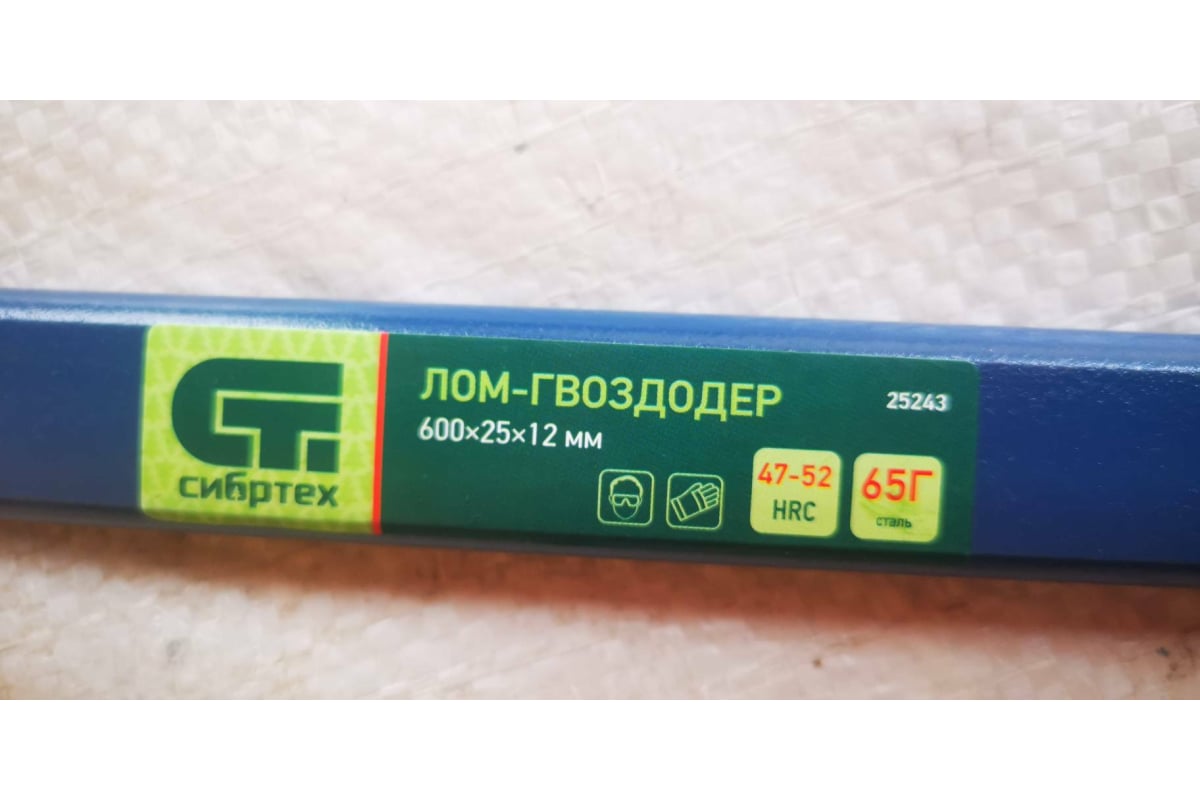 СТ
сибртех
ЛОМ-ГВОЗДОДЕР
600×25×12 мм
25243
47-52
HRC
65Г
сталь